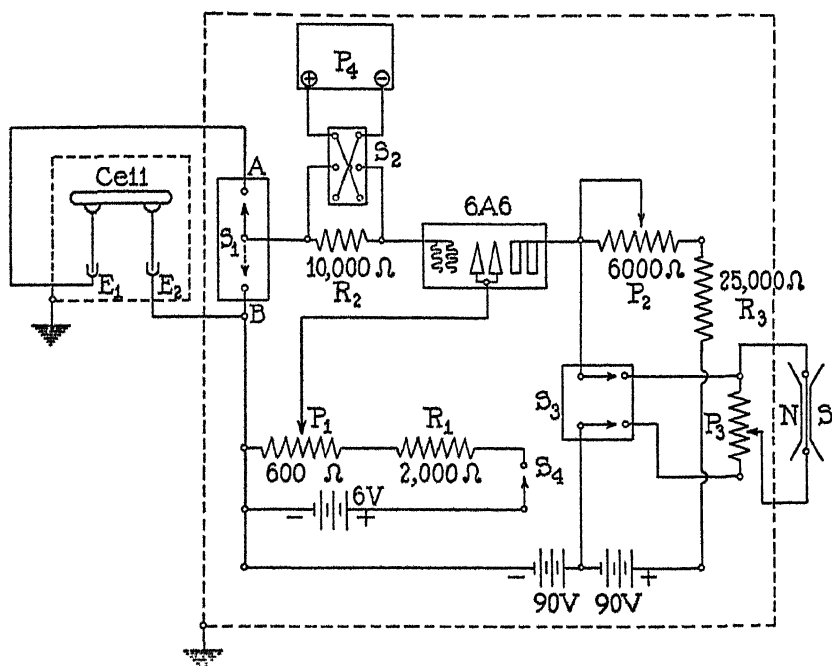 P4
+ −
S2
Cell
A
S1
B
E1 E2
10,000 Ω
R2
6A6
6000 Ω
P2
25,000 Ω
R3
S3
P3
N S
P1
600 Ω
R1
2,000 Ω
S4
− 6V +
− +
90V 90V